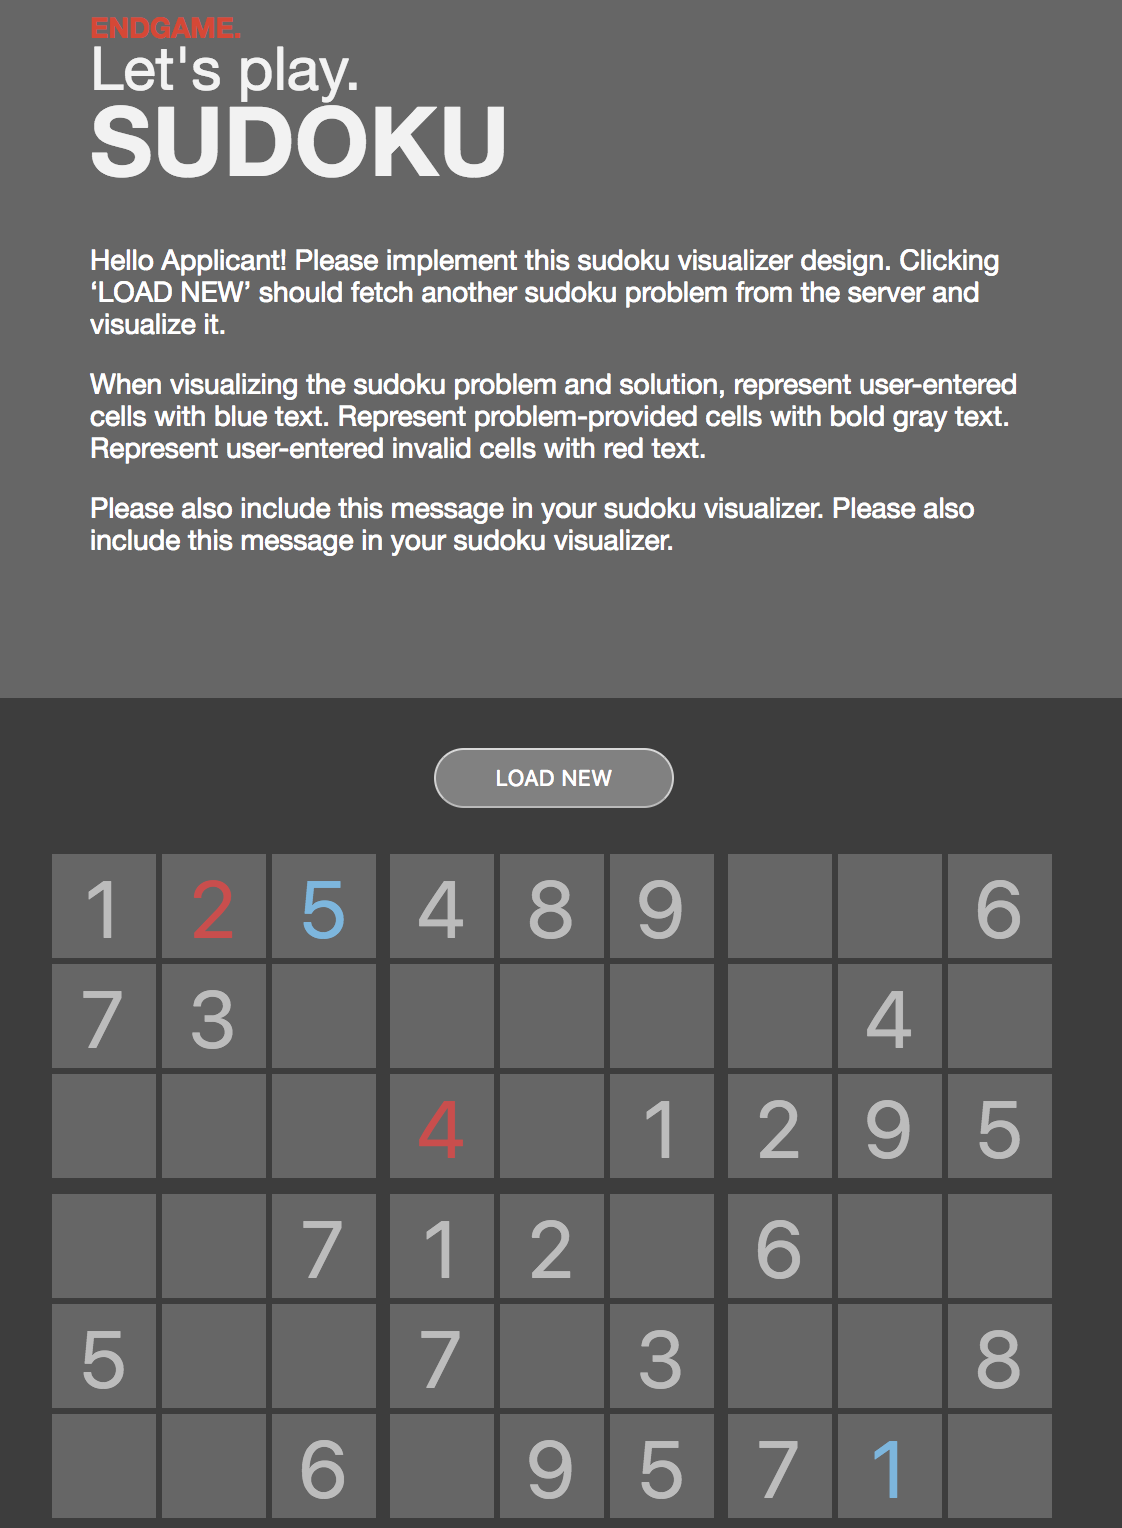 ENDGAME.
Let's play.
SUDOKU
Hello Applicant! Please implement this sudoku visualizer design. Clicking
‘LOAD NEW’ should fetch another sudoku problem from the server and
visualize it.
When visualizing the sudoku problem and solution, represent user-entered
cells with blue text. Represent problem-provided cells with bold gray text.
Represent user-entered invalid cells with red text.
Please also include this message in your sudoku visualizer. Please also
include this message in your sudoku visualizer.
LOAD NEW
1 2 5 4 8 9 6
7 3 4
4 1 2 9 5
7 1 2 6
5 7 3 8
6 9 5 7 1